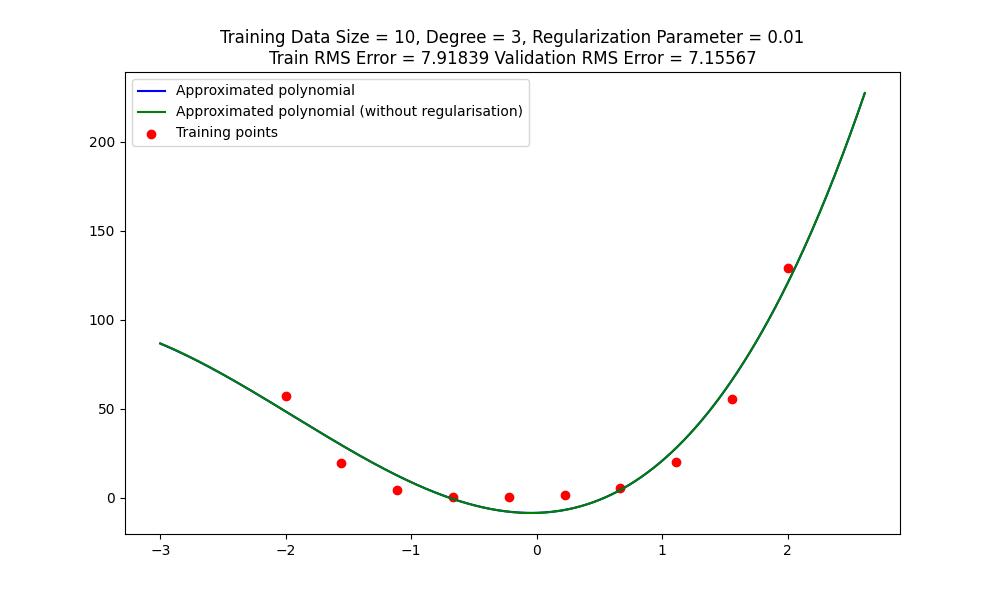 Training Data Size = 10, Degree = 3, Regularization Parameter = 0.01
Train RMS Error = 7.91839 Validation RMS Error = 7.15567
Approximated polynomial
Approximated polynomial (without regularisation)
Training points
200
150
100
50
0
−3 −2 −1 0 1 2